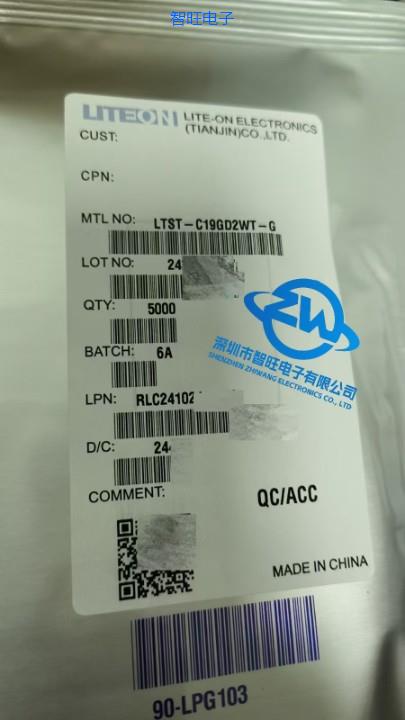 智旺电子
LITEON LITE-ON ELECTRONICS
(TIANJIN)CO.,LTD.
CUST:
CPN:
MTL NO: LTST-C19GD2WT-G
LOT NO: 24
QTY: 5000
BATCH: 6A
ZW
深圳市智旺电子有限公司
SHENZHEN ZHIWANG ELECTRONICS CO., LTD
LPN: RLC24102
D/C: 24
COMMENT:
QC/ACC
MADE IN CHINA
90-LPG103